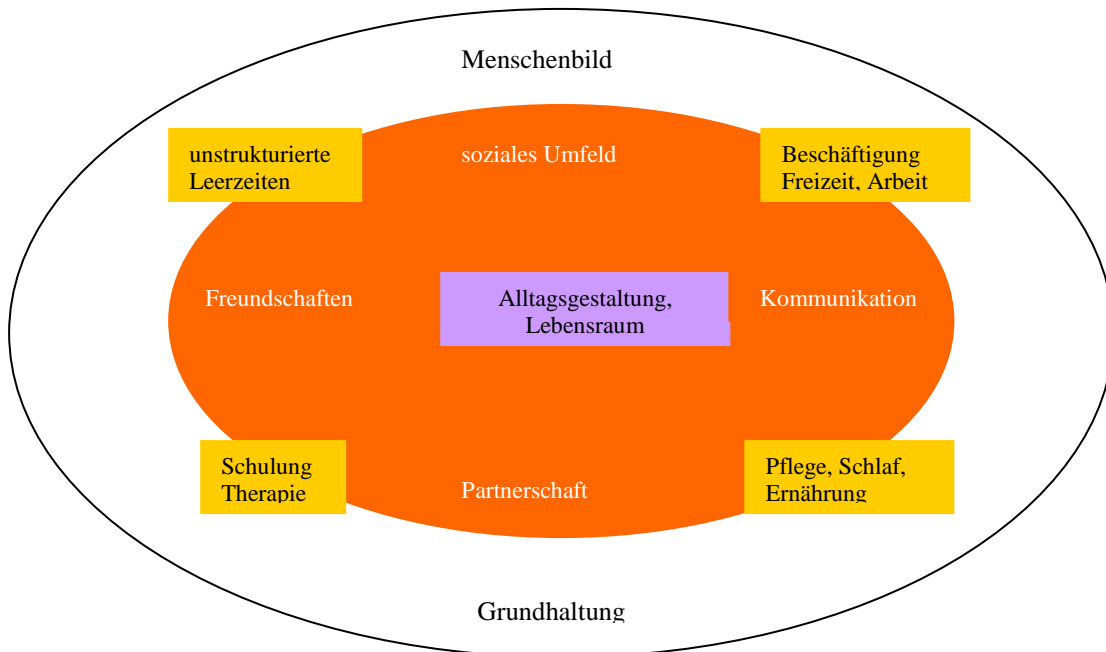 Menschenbild
unstrukturierte
Leerzeiten
soziales Umfeld
Beschäftigung
Freizeit, Arbeit
Freundschaften
Alltagsgestaltung,
Lebensraum
Kommunikation
Schulung
Therapie
Partnerschaft
Pflege, Schlaf,
Ernährung
Grundhaltung